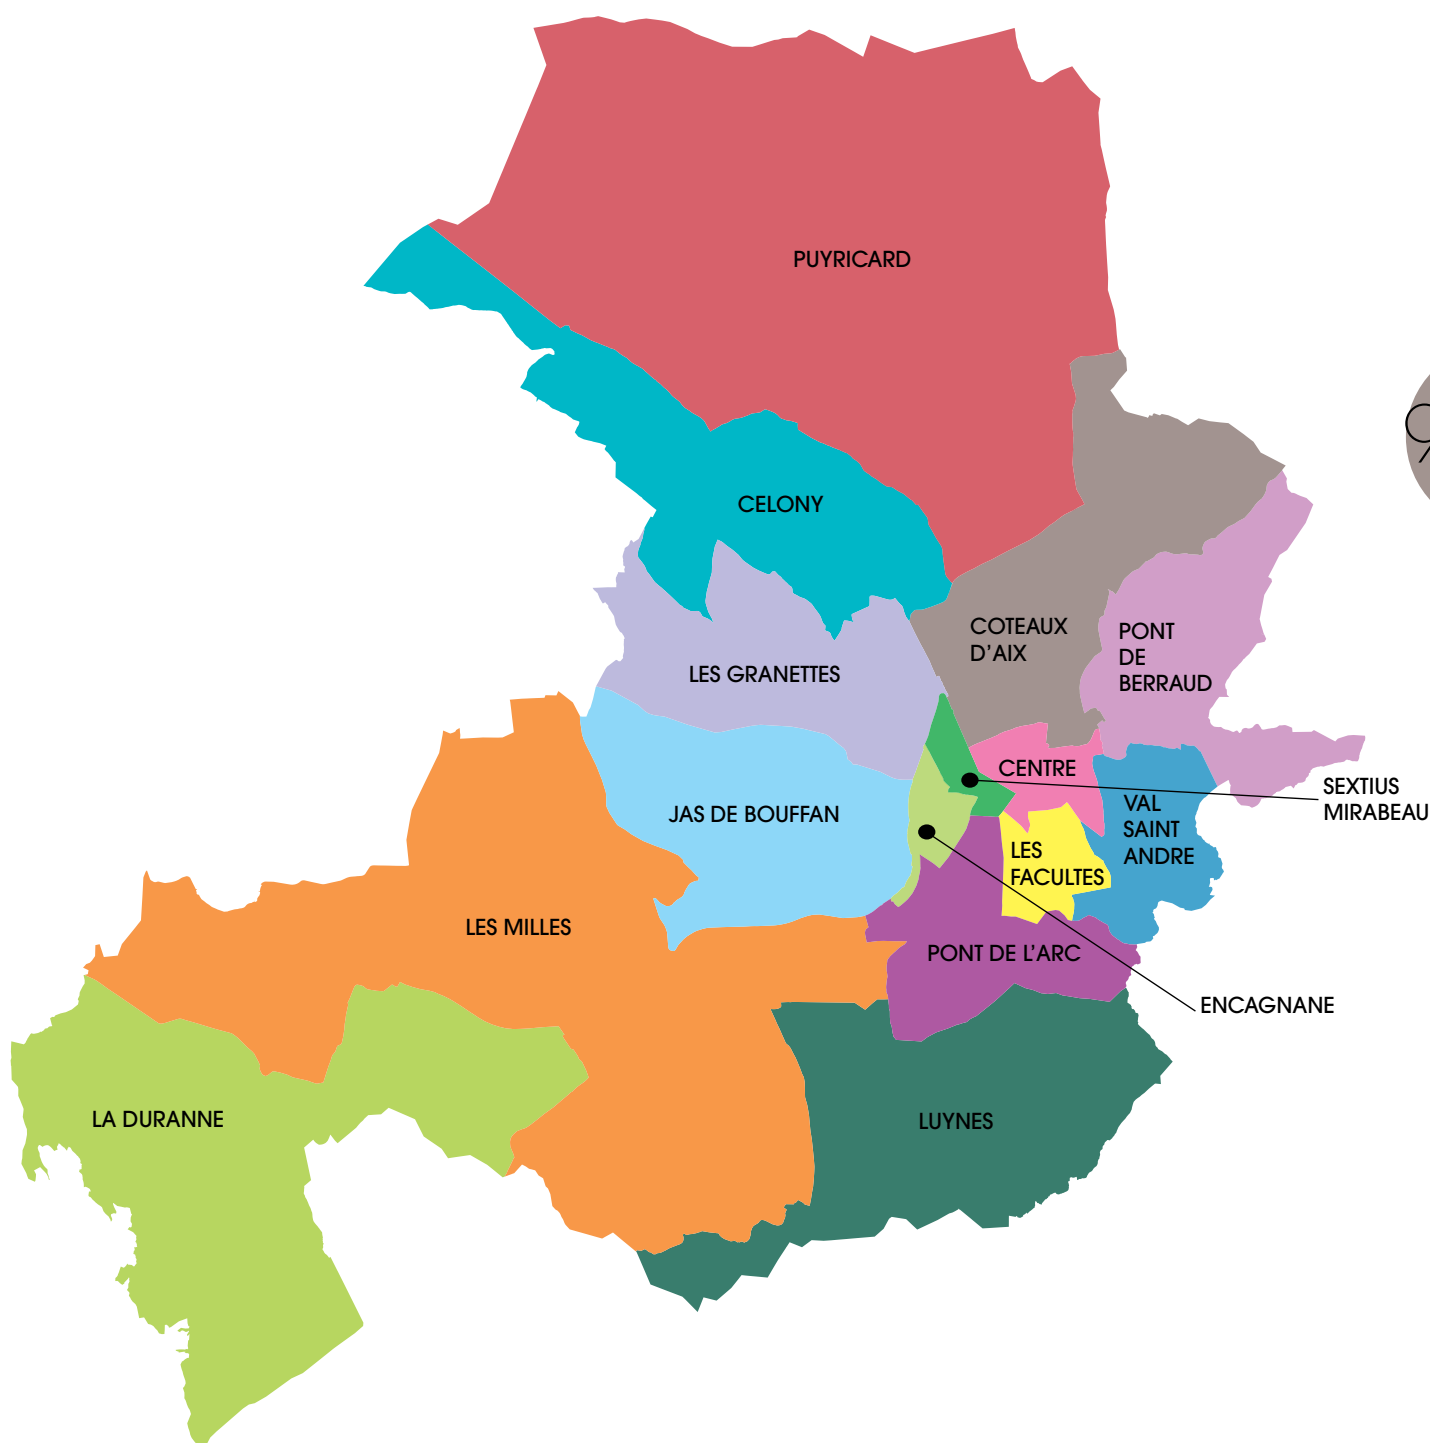 PUYRICARD
CELONY
COTEAUX
D'AIX
PONT
DE
BERRAUD
LES GRANETTES
CENTRE
SEXTIUS
MIRABEAU
JAS DE BOUFFAN
VAL
SAINT
ANDRE
LES
FACULTES
LES MILLES
PONT DE L'ARC
ENCAGNANE
LA DURANNE
LUYNES